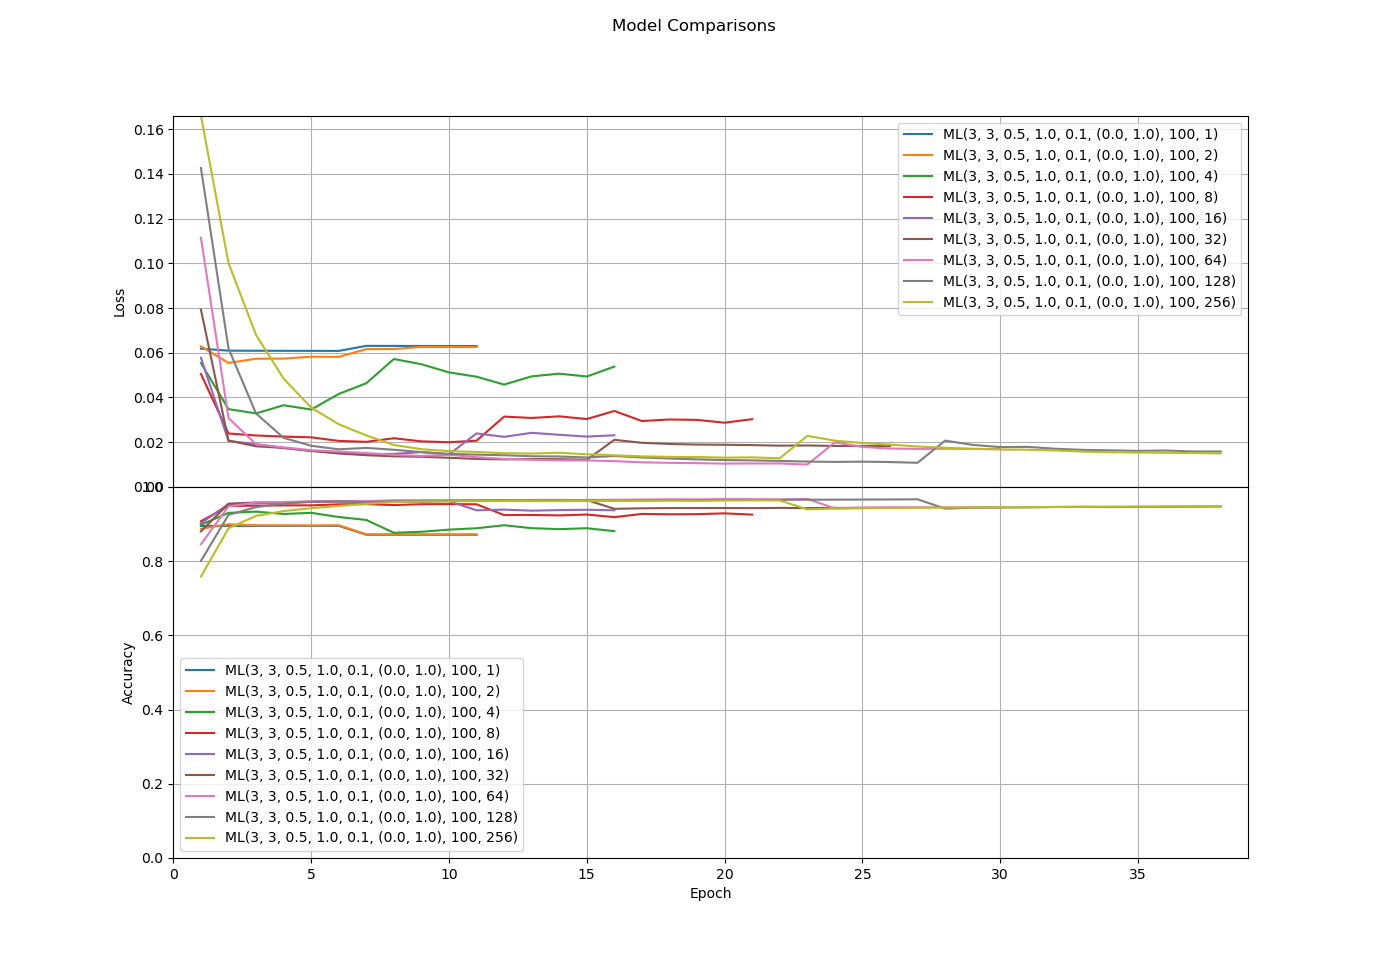 Model Comparisons
0.16
0.14
0.12
0.10
0.08
0.06
0.04
0.02
0.00
Loss
ML(3, 3, 0.5, 1.0, 0.1, (0.0, 1.0), 100, 1)
ML(3, 3, 0.5, 1.0, 0.1, (0.0, 1.0), 100, 2)
ML(3, 3, 0.5, 1.0, 0.1, (0.0, 1.0), 100, 4)
ML(3, 3, 0.5, 1.0, 0.1, (0.0, 1.0), 100, 8)
ML(3, 3, 0.5, 1.0, 0.1, (0.0, 1.0), 100, 16)
ML(3, 3, 0.5, 1.0, 0.1, (0.0, 1.0), 100, 32)
ML(3, 3, 0.5, 1.0, 0.1, (0.0, 1.0), 100, 64)
ML(3, 3, 0.5, 1.0, 0.1, (0.0, 1.0), 100, 128)
ML(3, 3, 0.5, 1.0, 0.1, (0.0, 1.0), 100, 256)
1.0
0.8
0.6
0.4
0.2
0.0
Accuracy
ML(3, 3, 0.5, 1.0, 0.1, (0.0, 1.0), 100, 1)
ML(3, 3, 0.5, 1.0, 0.1, (0.0, 1.0), 100, 2)
ML(3, 3, 0.5, 1.0, 0.1, (0.0, 1.0), 100, 4)
ML(3, 3, 0.5, 1.0, 0.1, (0.0, 1.0), 100, 8)
ML(3, 3, 0.5, 1.0, 0.1, (0.0, 1.0), 100, 16)
ML(3, 3, 0.5, 1.0, 0.1, (0.0, 1.0), 100, 32)
ML(3, 3, 0.5, 1.0, 0.1, (0.0, 1.0), 100, 64)
ML(3, 3, 0.5, 1.0, 0.1, (0.0, 1.0), 100, 128)
ML(3, 3, 0.5, 1.0, 0.1, (0.0, 1.0), 100, 256)
0 5 10 15 20 25 30 35
Epoch